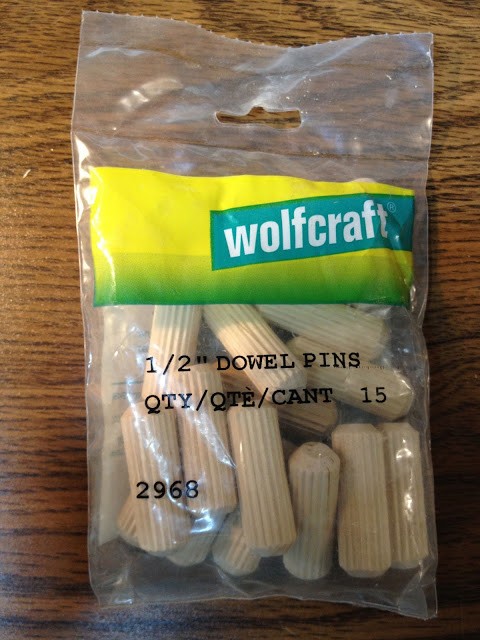 wolfcraft®
1/2" DOWEL PINS
QTY/QTÈ/CANT 15
2968